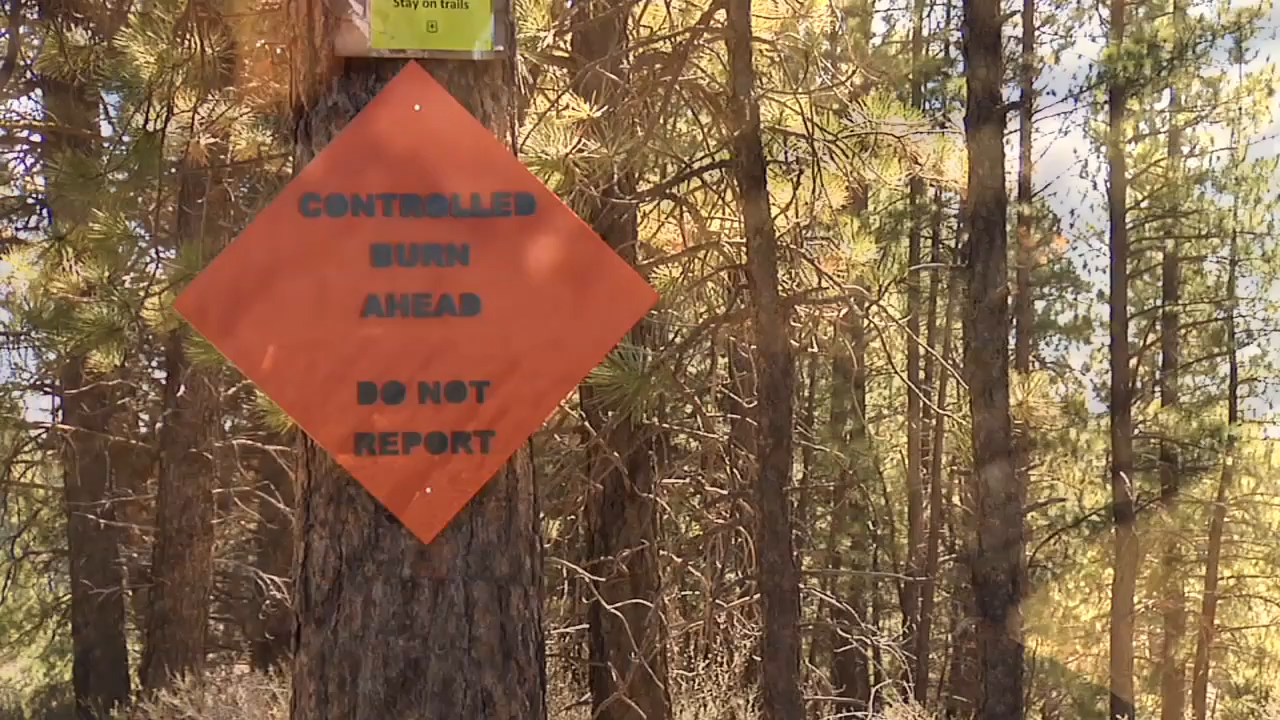 Stay on trails
CONTROLLED
BURN
AHEAD
DO NOT
REPORT